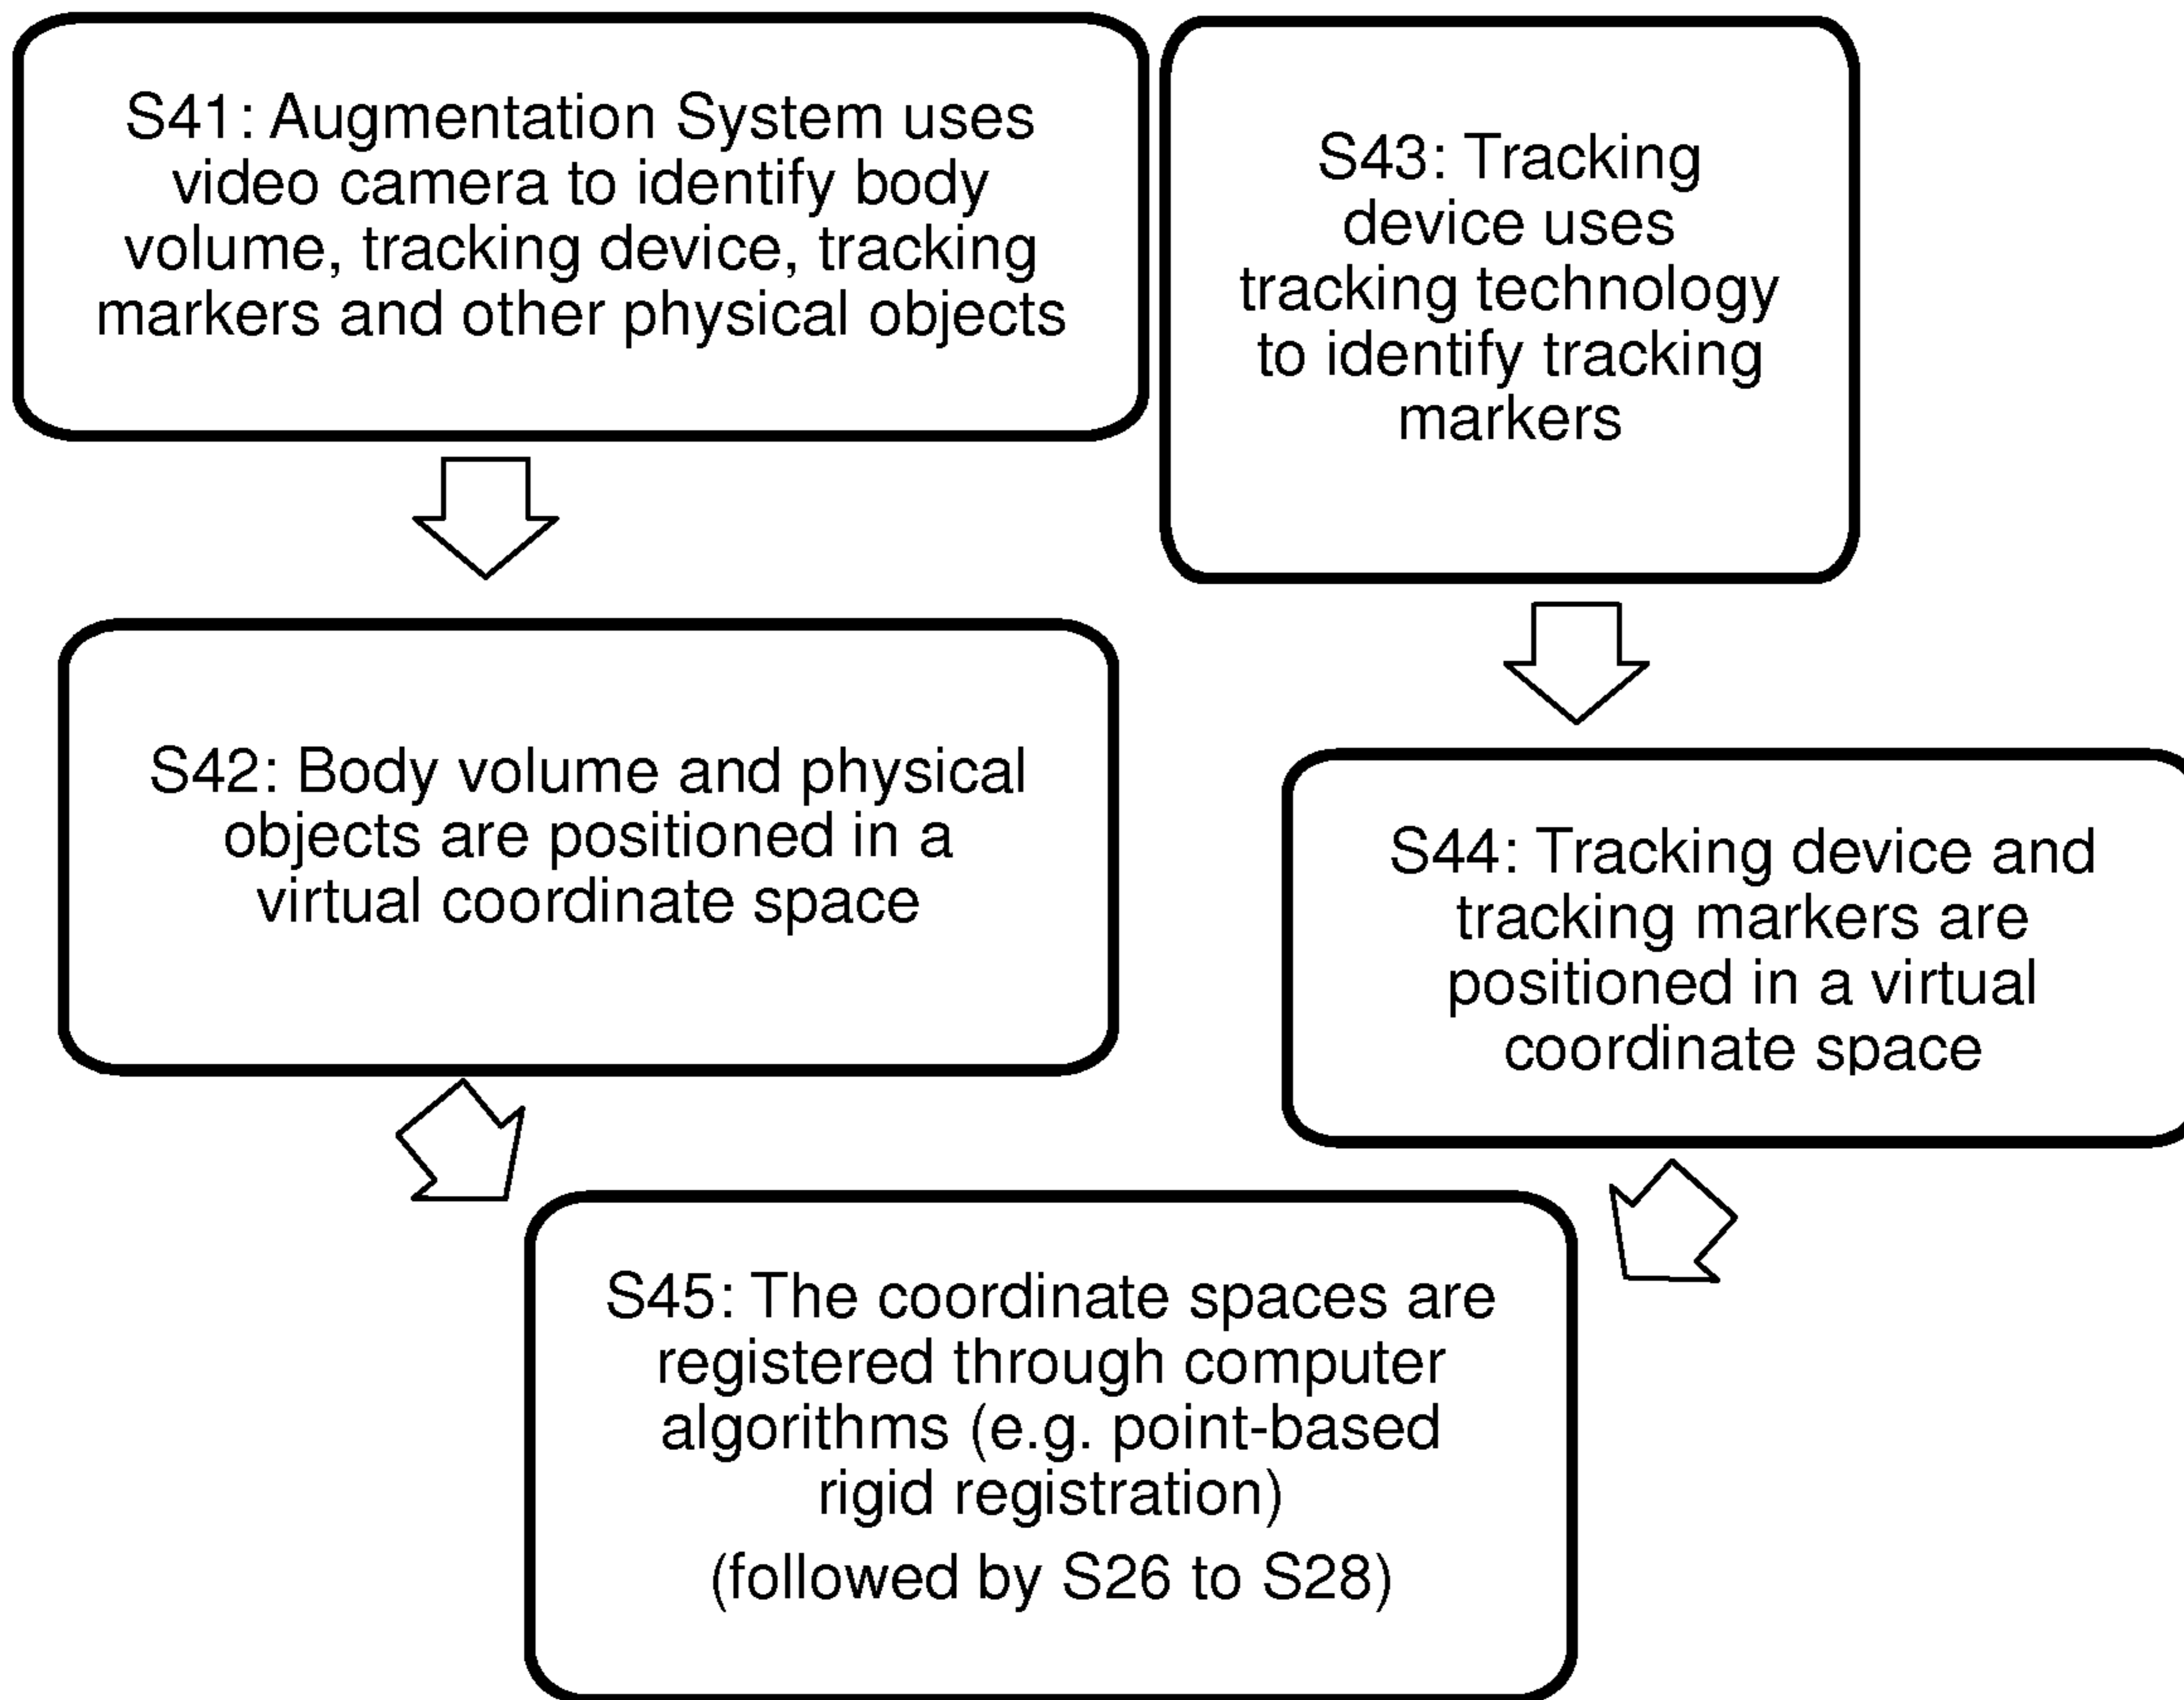 S41: Augmentation System uses
video camera to identify body
volume, tracking device, tracking
markers and other physical objects
S43: Tracking
device uses
tracking technology
to identify tracking
markers
S42: Body volume and physical
objects are positioned in a
virtual coordinate space
S44: Tracking device and
tracking markers are
positioned in a virtual
coordinate space
S45: The coordinate spaces are
registered through computer
algorithms (e.g. point-based
rigid registration)
(followed by S26 to S28)